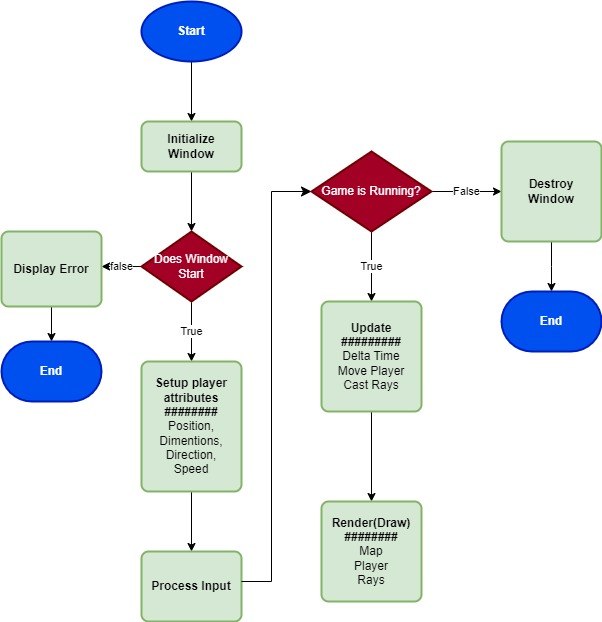 Start
Initialize
Window
Does Window
Start
false
Display Error
End
True
Setup player
attributes
########
Position,
Dimentions,
Direction,
Speed
Process Input
Game is Running?
False
Destroy
Window
End
True
Update
#########
Delta Time
Move Player
Cast Rays
Render(Draw)
########
Map
Player
Rays